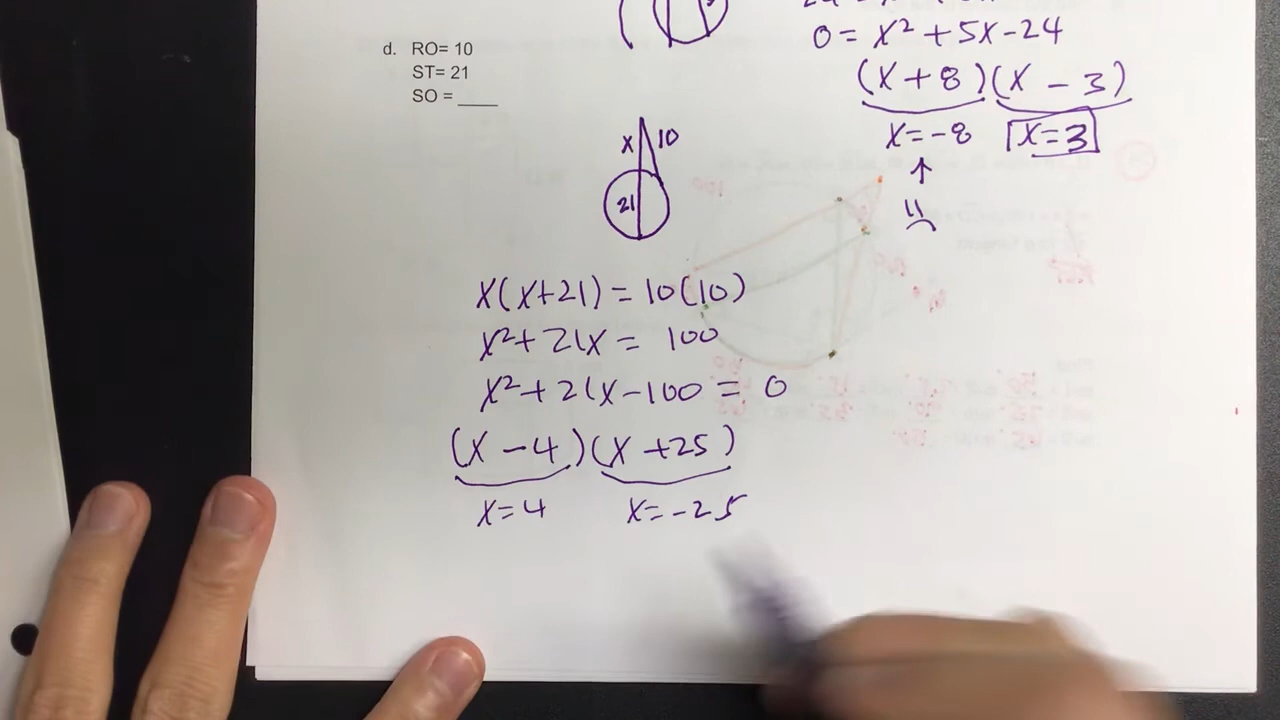 d. RO= 10
ST= 21
SO = ____
x 10
21
x(x+21) = 10(10)
x²+21x = 100
x²+21x-100 = 0
(x -4)(x +25)
x=4 x=-25
0 = x²+5x-24
(x+8)(x-3)
x=-8 x=3